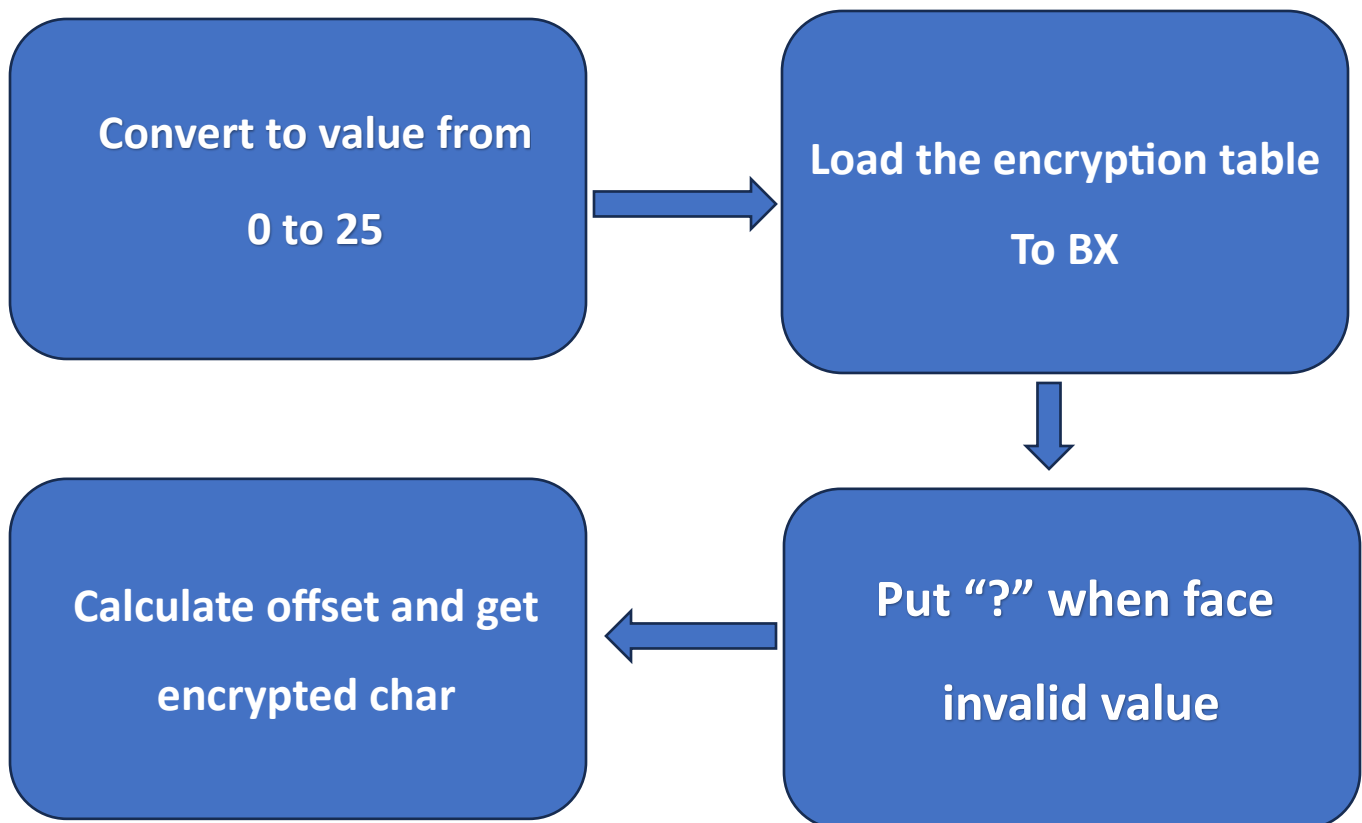 Convert to value from
0 to 25
Load the encryption table
To BX
Put “?” when face
invalid value
Calculate offset and get
encrypted char